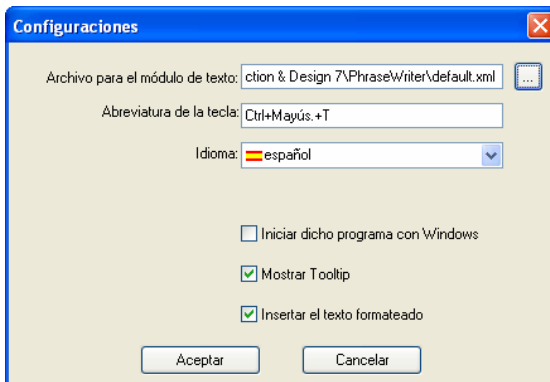 Configuraciones
Archivo para el módulo de texto: ction & Design 7\PhraseWriter\default.xml ...
Abreviatura de la tecla: Ctrl+Mayús.+T
Idioma: español
Iniciar dicho programa con Windows
Mostrar Tooltip
Insertar el texto formateado
Aceptar Cancelar